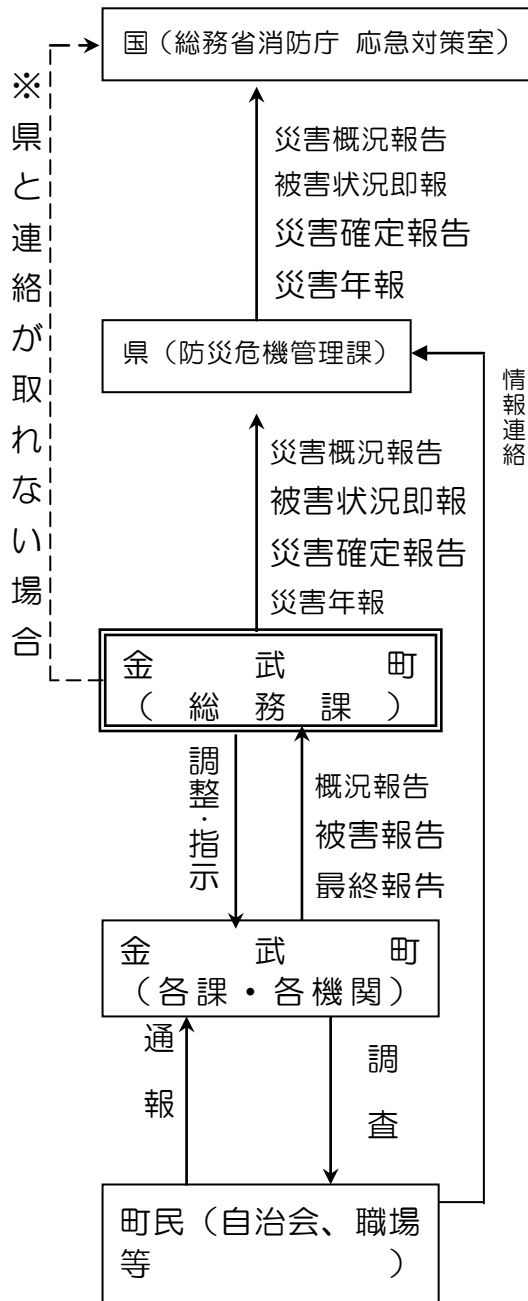 国（総務省消防庁 応急対策室）
※県と連絡が取れない場合
災害概況報告
被害状況即報
災害確定報告
災害年報
県（防災危機管理課）
情報連絡
災害概況報告
被害状況即報
災害確定報告
災害年報
金武町
（総務課）
調整・指示
概況報告
被害報告
最終報告
金武町
（各課・各機関）
通報
調査
町民（自治会、職場
等）